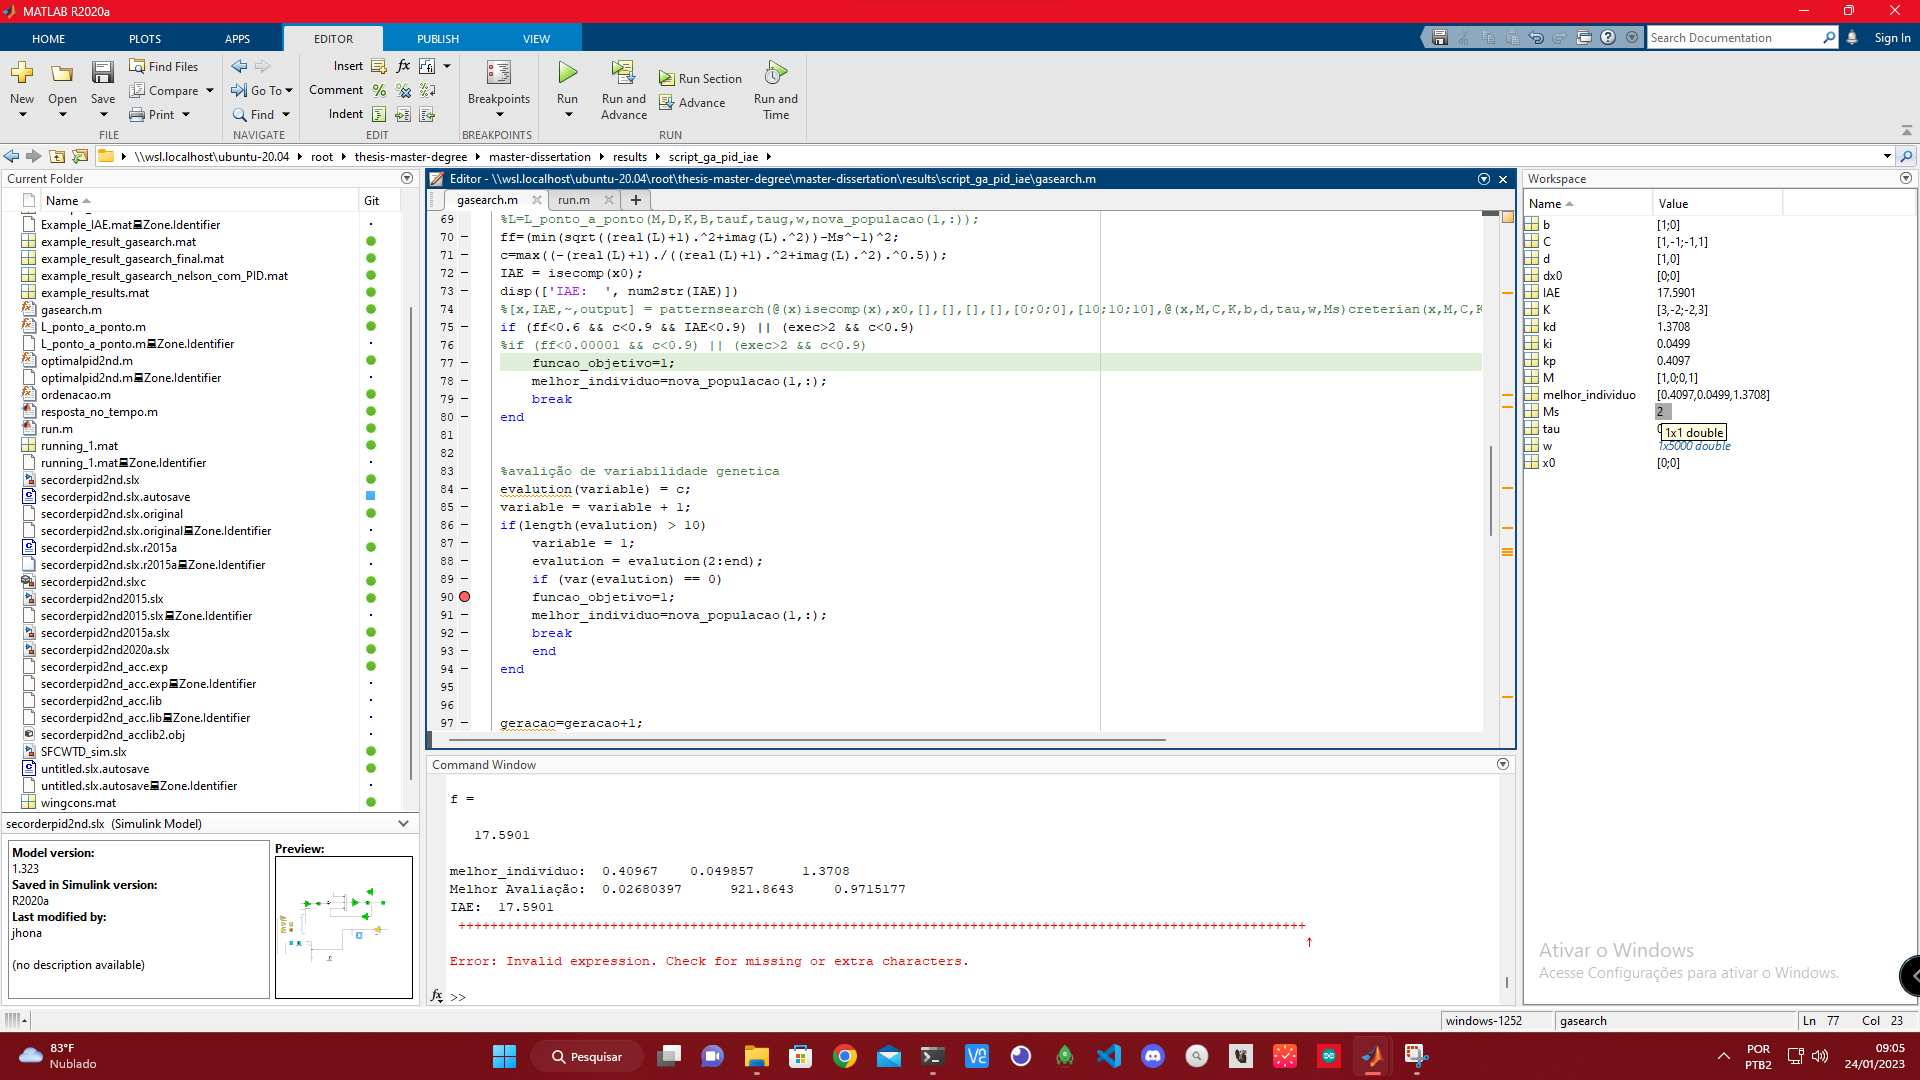 MATLAB R2020a
HOME PLOTS APPS EDITOR PUBLISH VIEW
Search Documentation
Sign In
New Open Save
Find Files
Compare
Print
FILE
Go To
Find
NAVIGATE
Insert
Comment
Indent
EDIT
Breakpoints
BREAKPOINTS
Run
Run and Advance
Run Section
Advance
Run and Time
RUN
\\wsl.localhost\ubuntu-20.04 root thesis-master-degree master-dissertation results script_ga_pid_iae
Current Folder
Name Git
Example_IAE.mat Zone.Identifier
example_result_gasearch.mat
example_result_gasearch_final.mat
example_result_gasearch_nelson_com_PID.mat
example_results.mat
gasearch.m
L_ponto_a_ponto.m
L_ponto_a_ponto.m Zone.Identifier
optimalpid2nd.m
optimalpid2nd.m Zone.Identifier
ordenacao.m
resposta_no_tempo.m
run.m
running_1.mat
running_1.mat Zone.Identifier
secorderpid2nd.slx
secorderpid2nd.slx.autosave
secorderpid2nd.slx.original
secorderpid2nd.slx.original Zone.Identifier
secorderpid2nd.slx.r2015a
secorderpid2nd.slx.r2015a Zone.Identifier
secorderpid2nd.slxc
secorderpid2nd2015.slx
secorderpid2nd2015.slx Zone.Identifier
secorderpid2nd2015a.slx
secorderpid2nd2020a.slx
secorderpid2nd_acc.exp
secorderpid2nd_acc.exp Zone.Identifier
secorderpid2nd_acc.lib
secorderpid2nd_acc.lib Zone.Identifier
secorderpid2nd_acclib2.obj
SFCWTD_sim.slx
untitled.slx.autosave
untitled.slx.autosave Zone.Identifier
wingcons.mat
secorderpid2nd.slx (Simulink Model)
Model version:
1.323
Saved in Simulink version:
R2020a
Last modified by:
jhona
(no description available)
Preview:
Editor - \\wsl.localhost\ubuntu-20.04\root\thesis-master-degree\master-dissertation\results\script_ga_pid_iae\gasearch.m
gasearch.m run.m
69 %L=L_ponto_a_ponto(M,D,K,B,tauf,taug,w,nova_populacao(1,:));
70 ff=(min(sqrt((real(L)+1).^2+imag(L).^2))-Ms^-1)^2;
71 c=max((-(real(L)+1)./((real(L)+1).^2+imag(L).^2).^0.5));
72 IAE = isecomp(x0);
73 disp(['IAE:  ', num2str(IAE)])
74 %[x,IAE,~,output] = patternsearch(@(x)isecomp(x),x0,[],[],[],[],[0;0;0],[10;10;10],@(x,M,C,K,b,d,tau,w,Ms)creterian(x,M,C,K
75 if (ff<0.6 && c<0.9 && IAE<0.9) || (exec>2 && c<0.9)
76 %if (ff<0.00001 && c<0.9) || (exec>2 && c<0.9)
77 funcao_objetivo=1;
78 melhor_individuo=nova_populacao(1,:);
79 break
80 end
81
82
83 %avalição de variabilidade genetica
84 evalution(variable) = c;
85 variable = variable + 1;
86 if(length(evalution) > 10)
87 variable = 1;
88 evalution = evalution(2:end);
89 if (var(evalution) == 0)
90 funcao_objetivo=1;
91 melhor_individuo=nova_populacao(1,:);
92 break
93 end
94 end
95
96
97 geracao=geracao+1;
Command Window
f =
17.5901
melhor_individuo: 0.40967 0.049857 1.3708
Melhor Avaliação: 0.02680397 921.8643 0.9715177
IAE: 17.5901
Error: Invalid expression. Check for missing or extra characters.
>>
Workspace
Name Value
b [1;0]
C [1,-1;-1,1]
d [1,0]
dx0 [0;0]
IAE 17.5901
K [3,-2;-2,3]
kd 1.3708
ki 0.0499
kp 0.4097
M [1,0;0,1]
melhor_individuo [0.4097,0.0499,1.3708]
Ms 2
tau
1x1 double
w 1x5000 double
x0 [0;0]
Ativar o Windows
Acesse Configurações para ativar o Windows.
windows-1252 gasearch Ln 77 Col 23
83°F
Nublado
Pesquisar
POR
PTB2
09:05
24/01/2023